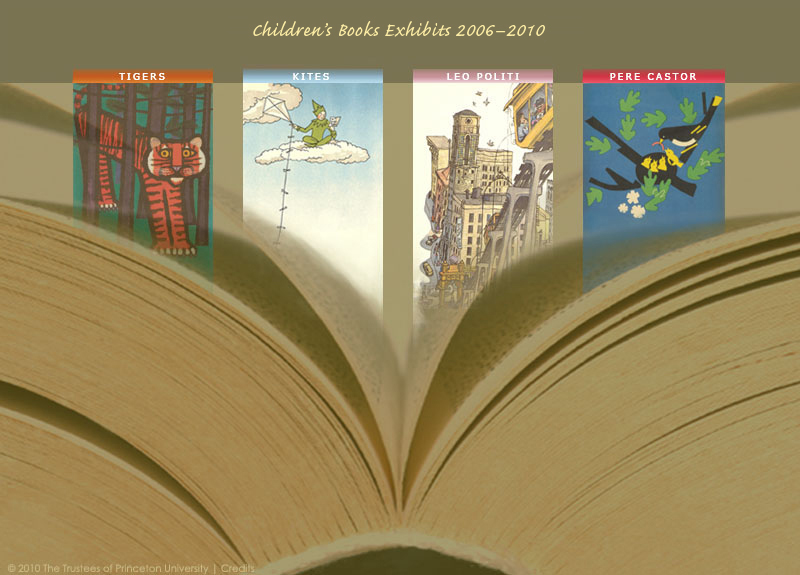 Children's Books Exhibits 2006–2010
TIGERS
KITES
LEO POLITI
PERE CASTOR
© 2010 The Trustees of Princeton University | Credits